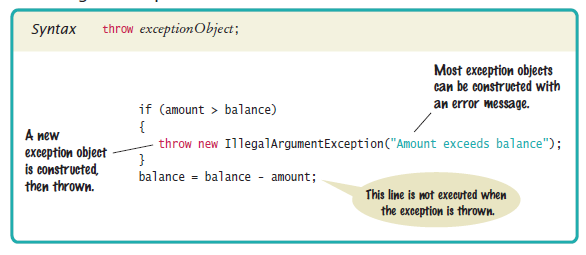 Syntax throw exceptionObject;
Most exception objects
can be constructed with
an error message.
if (amount > balance)
{
A new
exception object
is constructed,
then thrown.
throw new IllegalArgumentException("Amount exceeds balance");
}
balance = balance - amount;
This line is not executed when
the exception is thrown.